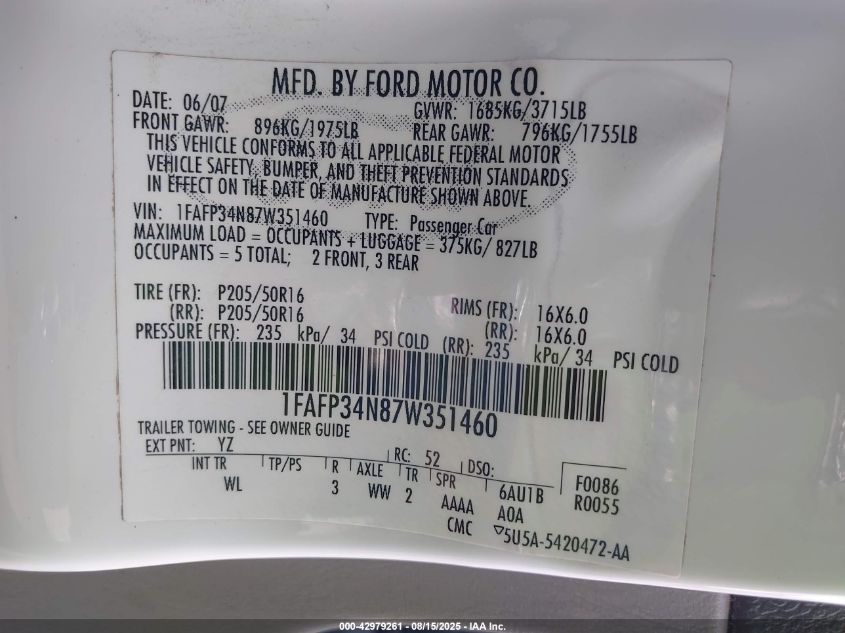 MFD. BY FORD MOTOR CO.
DATE: 06/07 GVWR: 1685KG/3715LB
FRONT GAWR: 896KG/1975LB REAR GAWR: 796KG/1755LB
THIS VEHICLE CONFORMS TO ALL APPLICABLE FEDERAL MOTOR
VEHICLE SAFETY, BUMPER, AND THEFT PREVENTION STANDARDS
IN EFFECT ON THE DATE OF MANUFACTURE SHOWN ABOVE.
VIN: 1FAFP34N87W351460 TYPE: Passenger Car
MAXIMUM LOAD = OCCUPANTS + LUGGAGE = 375KG/ 827LB
OCCUPANTS = 5 TOTAL; 2 FRONT, 3 REAR
TIRE (FR): P205/50R16 RIMS (FR): 16X6.0
(RR): P205/50R16 (RR): 16X6.0
PRESSURE (FR): 235 kPa/ 34 PSI COLD (RR): 235 kPa/ 34 PSI COLD
1FAFP34N87W351460
TRAILER TOWING - SEE OWNER GUIDE
EXT PNT: YZ RC: 52 DSO:
INT TR TP/PS R AXLE TR SPR F0086
WL 3 WW 2 AAAA 6AU1B R0055
CMC A0A
5U5A-5420472-AA
000-42979261 - 08/15/2025 - IAA Inc.